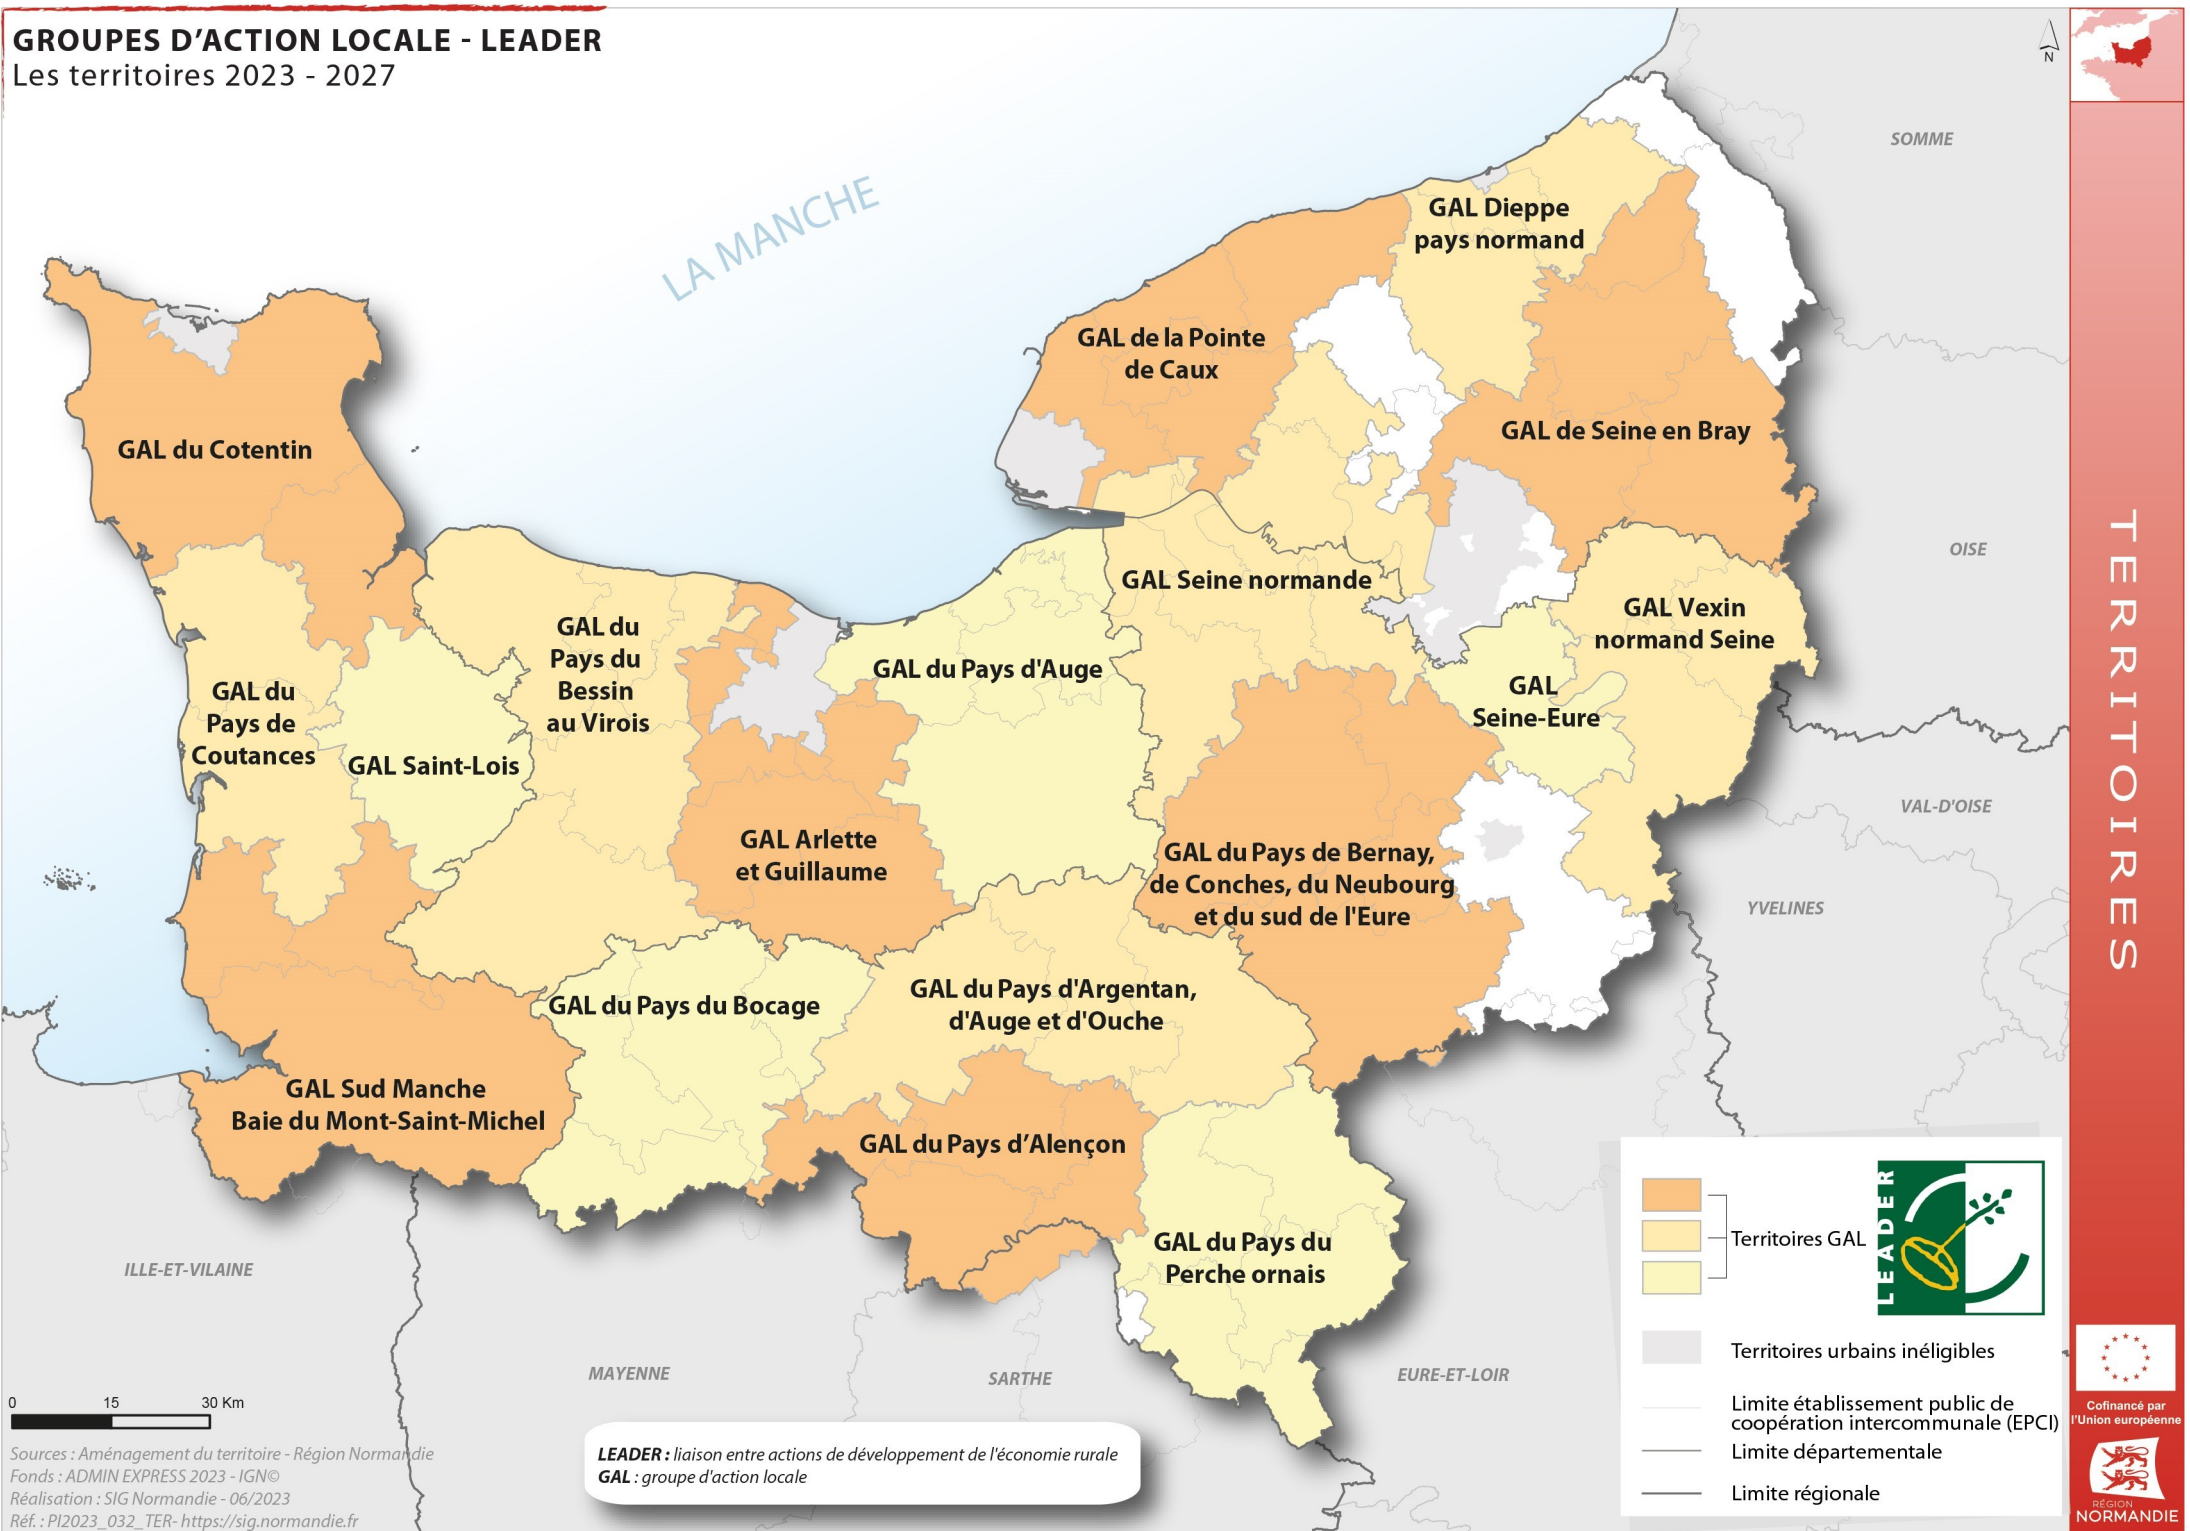 GROUPES D'ACTION LOCALE - LEADER
Les territoires 2023 - 2027
N
SOMME
LA MANCHE
GAL Dieppe
pays normand
GAL de la Pointe
de Caux
GAL du Cotentin
GAL de Seine en Bray
OISE
GAL Seine normande
GAL Vexin
normand Seine
GAL du
Pays du
Bessin
au Virois
GAL du Pays d'Auge
GAL du
Pays de
Coutances
GAL
Seine-Eure
GAL Saint-Lois
VAL-D'OISE
GAL Arlette
et Guillaume
GAL du Pays de Bernay,
de Conches, du Neubourg
et du sud de l'Eure
YVELINES
GAL du Pays du Bocage
GAL du Pays d'Argentan,
d'Auge et d'Ouche
GAL Sud Manche
Baie du Mont-Saint-Michel
GAL du Pays d’Alençon
GAL du Pays du
Perche ornais
ILLE-ET-VILAINE
MAYENNE
SARTHE
EURE-ET-LOIR
TERRITOIRES
Territoires GAL
LEADER
Territoires urbains inéligibles
Limite établissement public de
coopération intercommunale (EPCI)
Limite départementale
Limite régionale
0 15 30 Km
Sources : Aménagement du territoire - Région Normandie
Fonds : ADMIN EXPRESS 2023 - IGN©
Réalisation : SIG Normandie - 06/2023
Réf. : PI2023_032_TER- https://sig.normandie.fr
LEADER : liaison entre actions de développement de l'économie rurale
GAL : groupe d'action locale
Cofinancé par
l'Union européenne
RÉGION
NORMANDIE